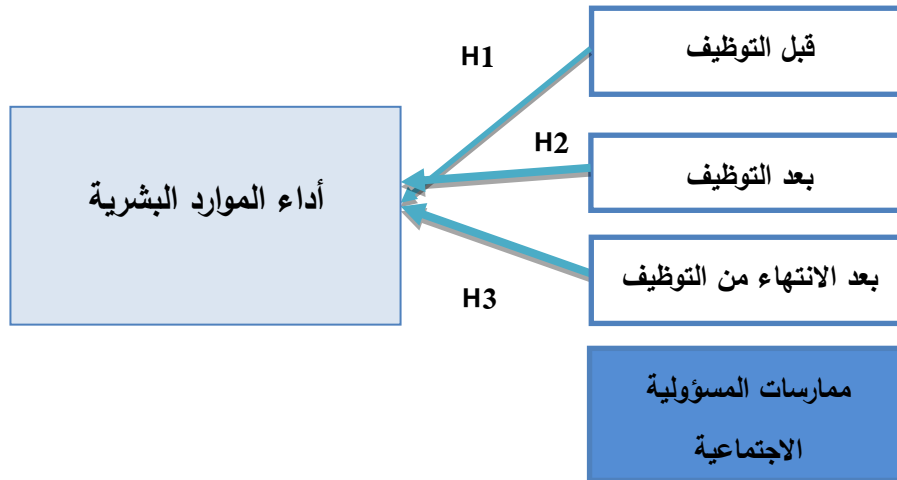 قبل التوظيف
H1
H2
بعد التوظيف
أداء الموارد البشرية
بعد الانتهاء من التوظيف
H3
ممارسات المسؤولية
الاجتماعية